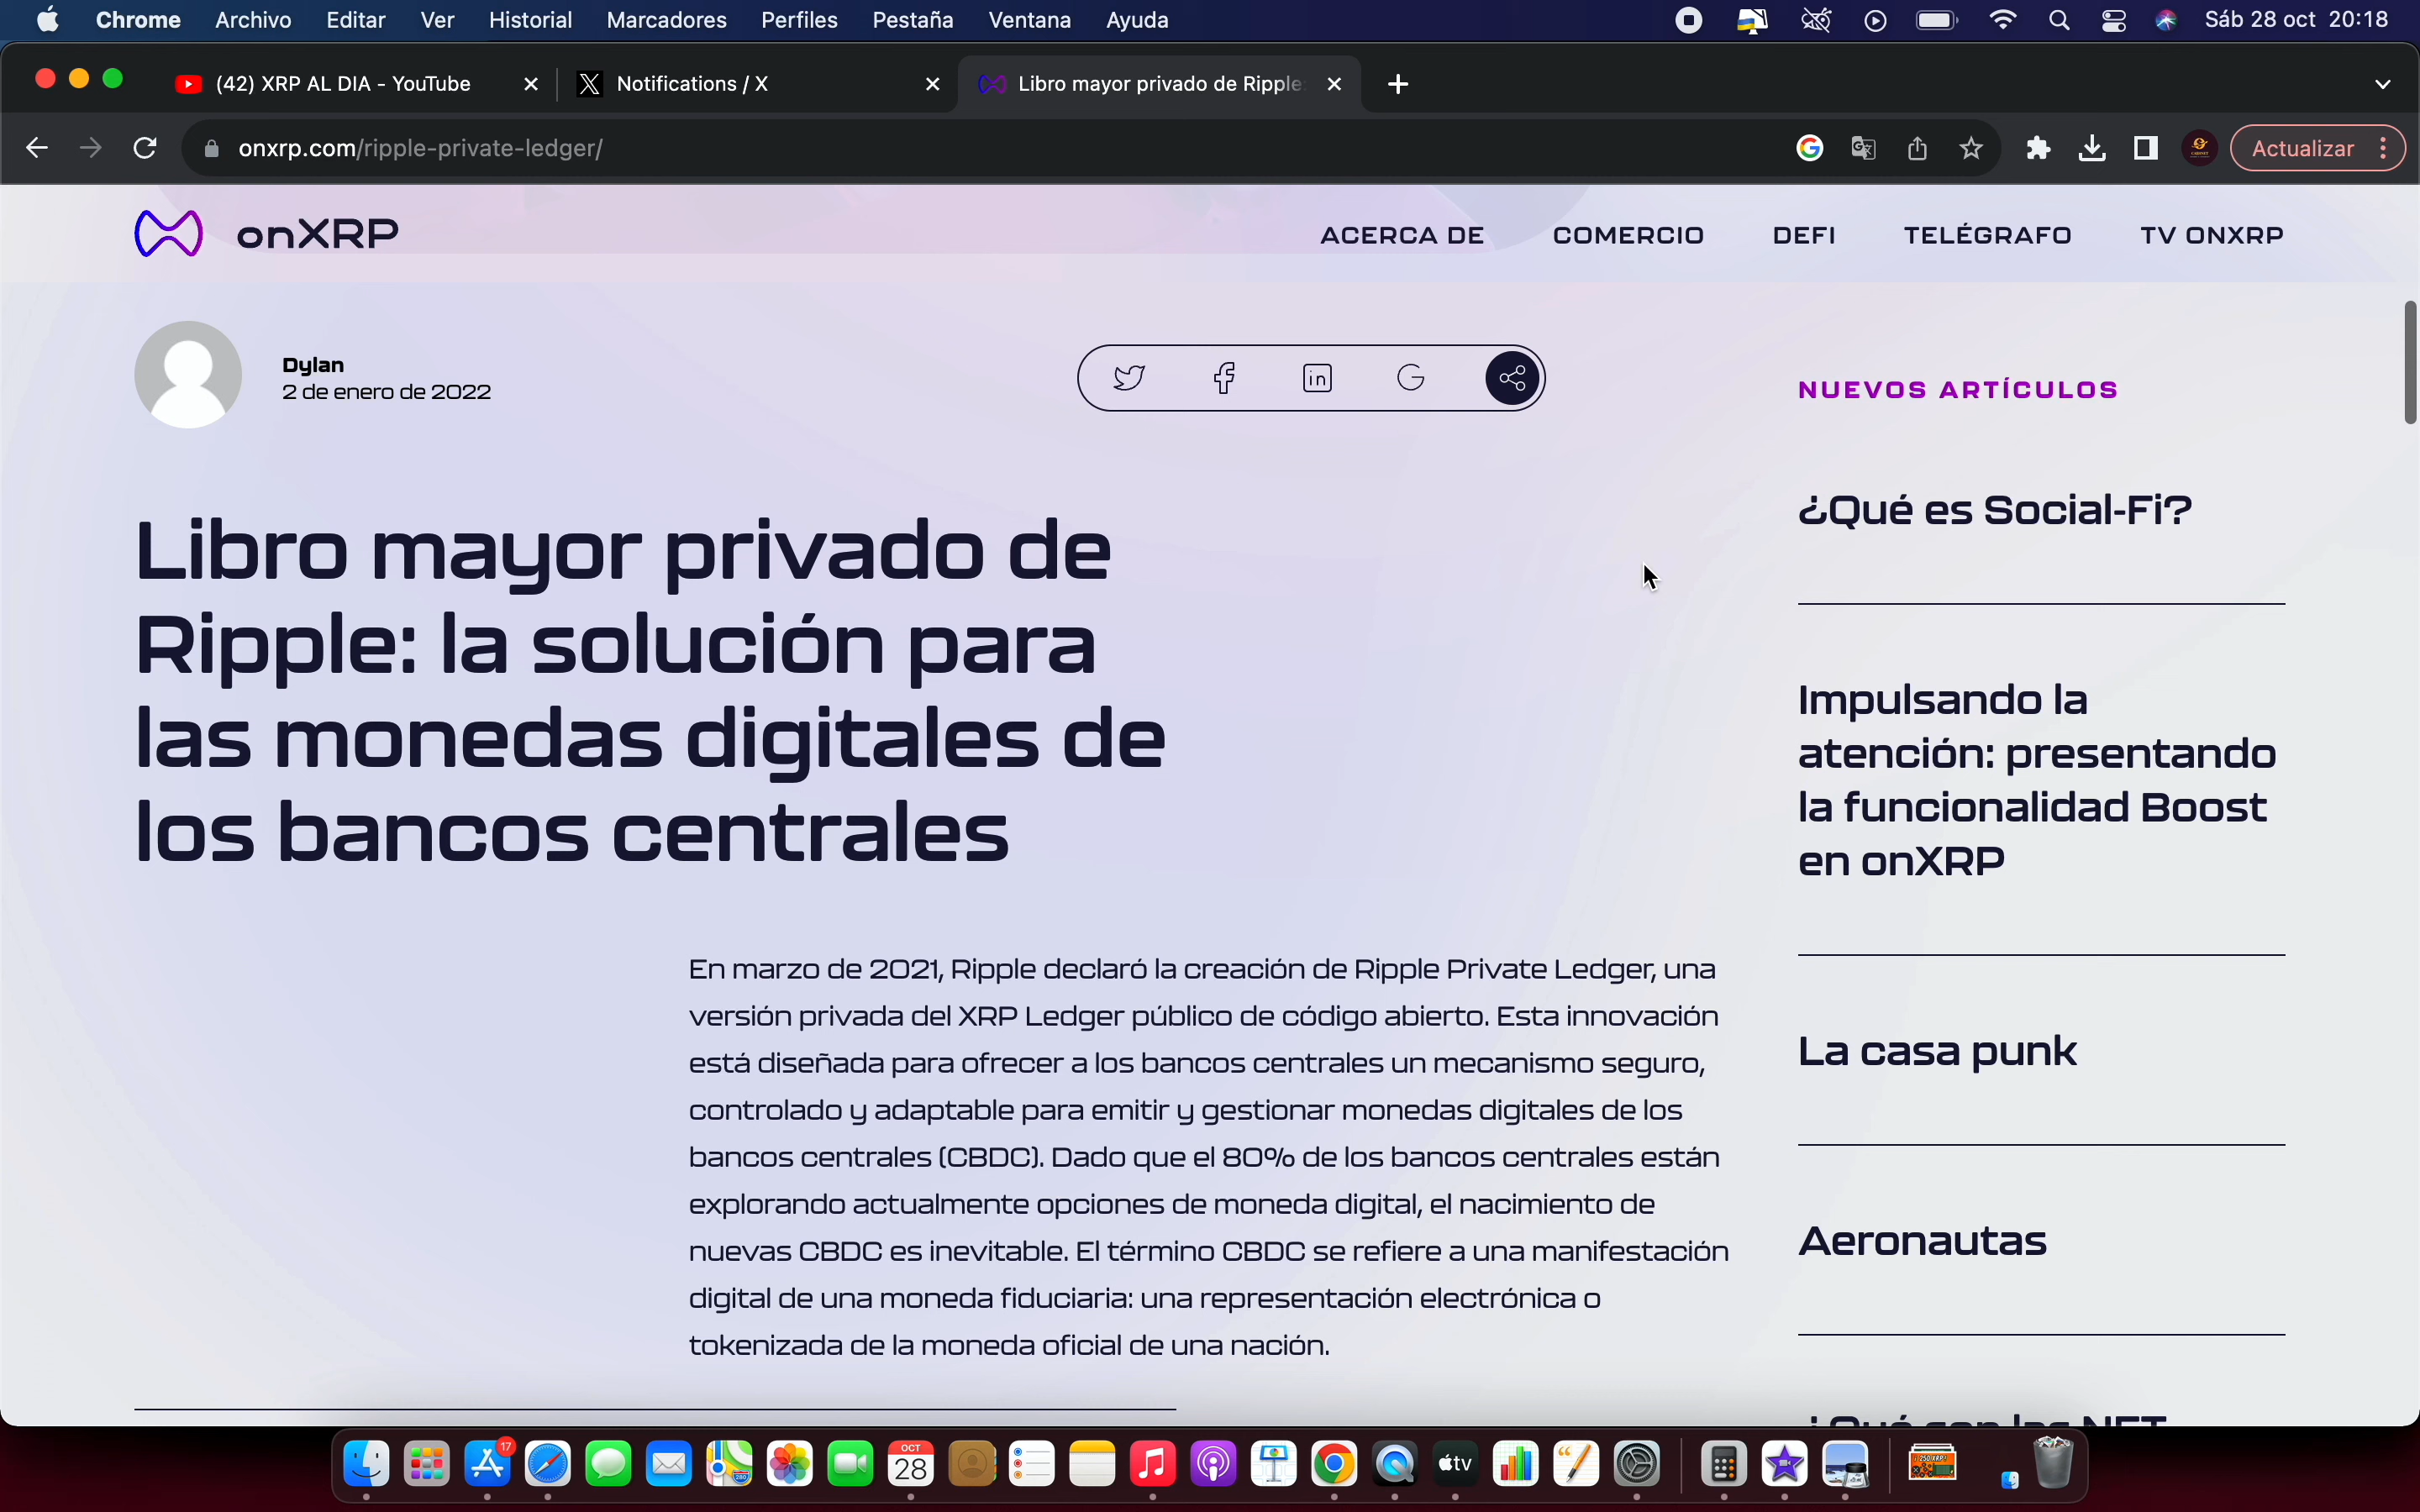 Chrome Archivo Editar Ver Historial Marcadores Perfiles Pestaña Ventana Ayuda Sáb 28 oct 20:18
(42) XRP AL DIA - YouTube Notifications / X Libro mayor privado de Ripple:
onxrp.com/ripple-private-ledger/ Actualizar
onXRP ACERCA DE COMERCIO DEFI TELÉGRAFO TV ONXRP
Dylan
2 de enero de 2022
Libro mayor privado de
Ripple: la solución para
las monedas digitales de
los bancos centrales
En marzo de 2021, Ripple declaró la creación de Ripple Private Ledger, una
versión privada del XRP Ledger público de código abierto. Esta innovación
está diseñada para ofrecer a los bancos centrales un mecanismo seguro,
controlado y adaptable para emitir y gestionar monedas digitales de los
bancos centrales (CBDC). Dado que el 80% de los bancos centrales están
explorando actualmente opciones de moneda digital, el nacimiento de
nuevas CBDC es inevitable. El término CBDC se refiere a una manifestación
digital de una moneda fiduciaria: una representación electrónica o
tokenizada de la moneda oficial de una nación.
NUEVOS ARTÍCULOS
¿Qué es Social-Fi?
Impulsando la
atención: presentando
la funcionalidad Boost
en onXRP
La casa punk
Aeronautas
¿Qué son las NFT
17
OCT
28
tv